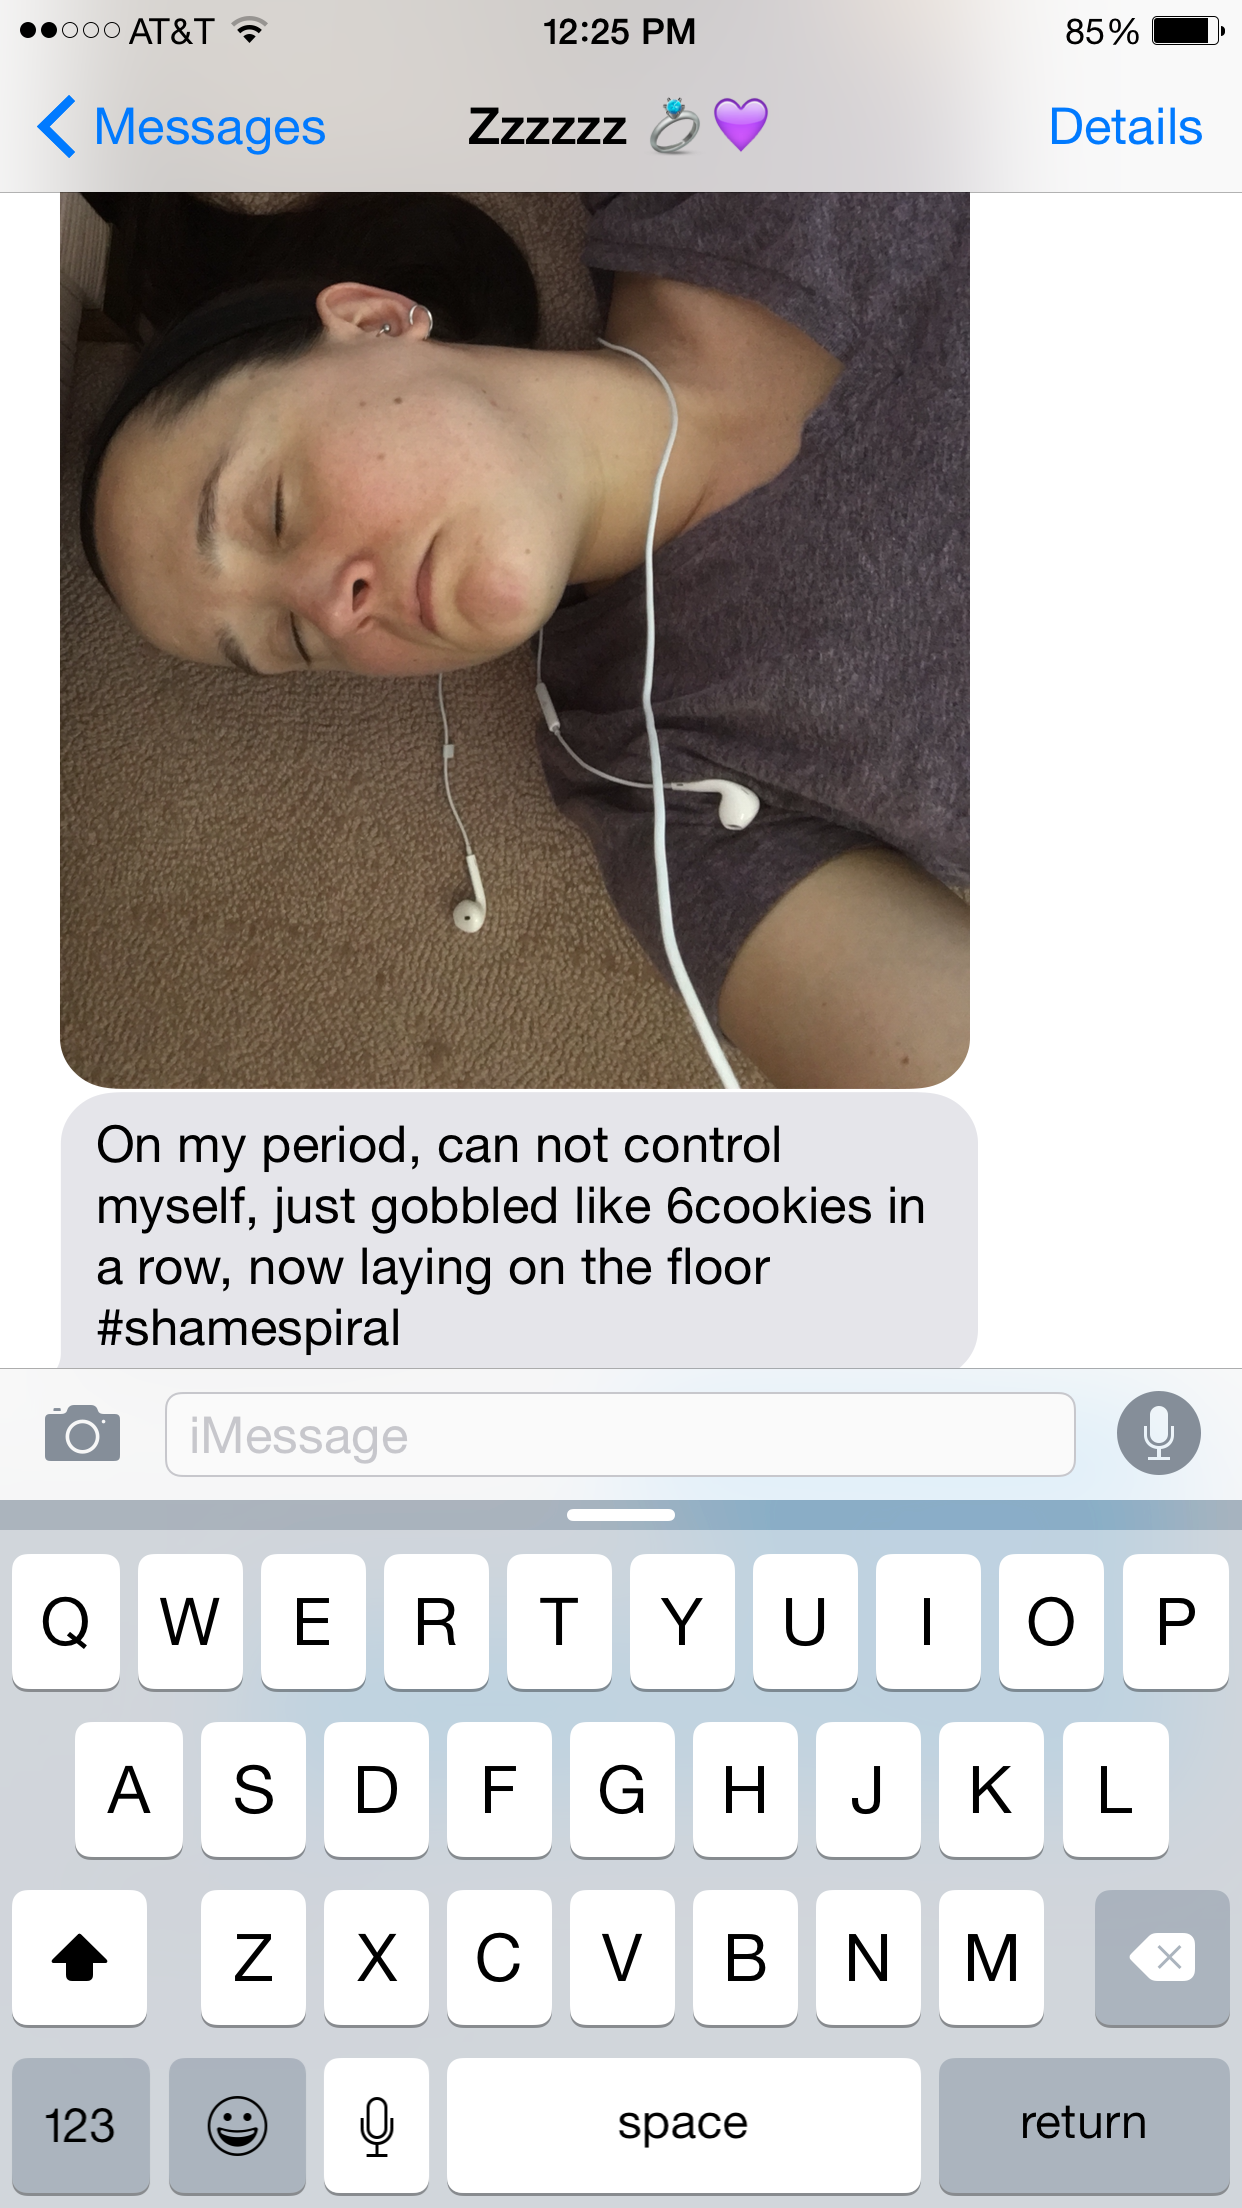 AT&T 12:25 PM 85%
Messages Zzzzzz 💍💜 Details
On my period, can not control
myself, just gobbled like 6cookies in
a row, now laying on the floor
#shamespiral
iMessage
Q W E R T Y U I O P
A S D F G H J K L
Z X C V B N M
123 space return